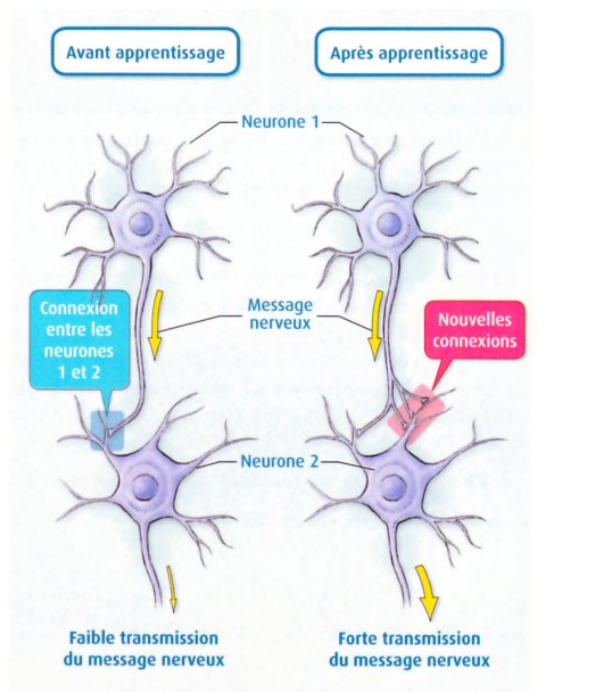 Avant apprentissage
Après apprentissage
Neurone 1
Connexion
entre les
neurones
1 et 2
Message
nerveux
Nouvelles
connexions
Neurone 2
Faible transmission
du message nerveux
Forte transmission
du message nerveux